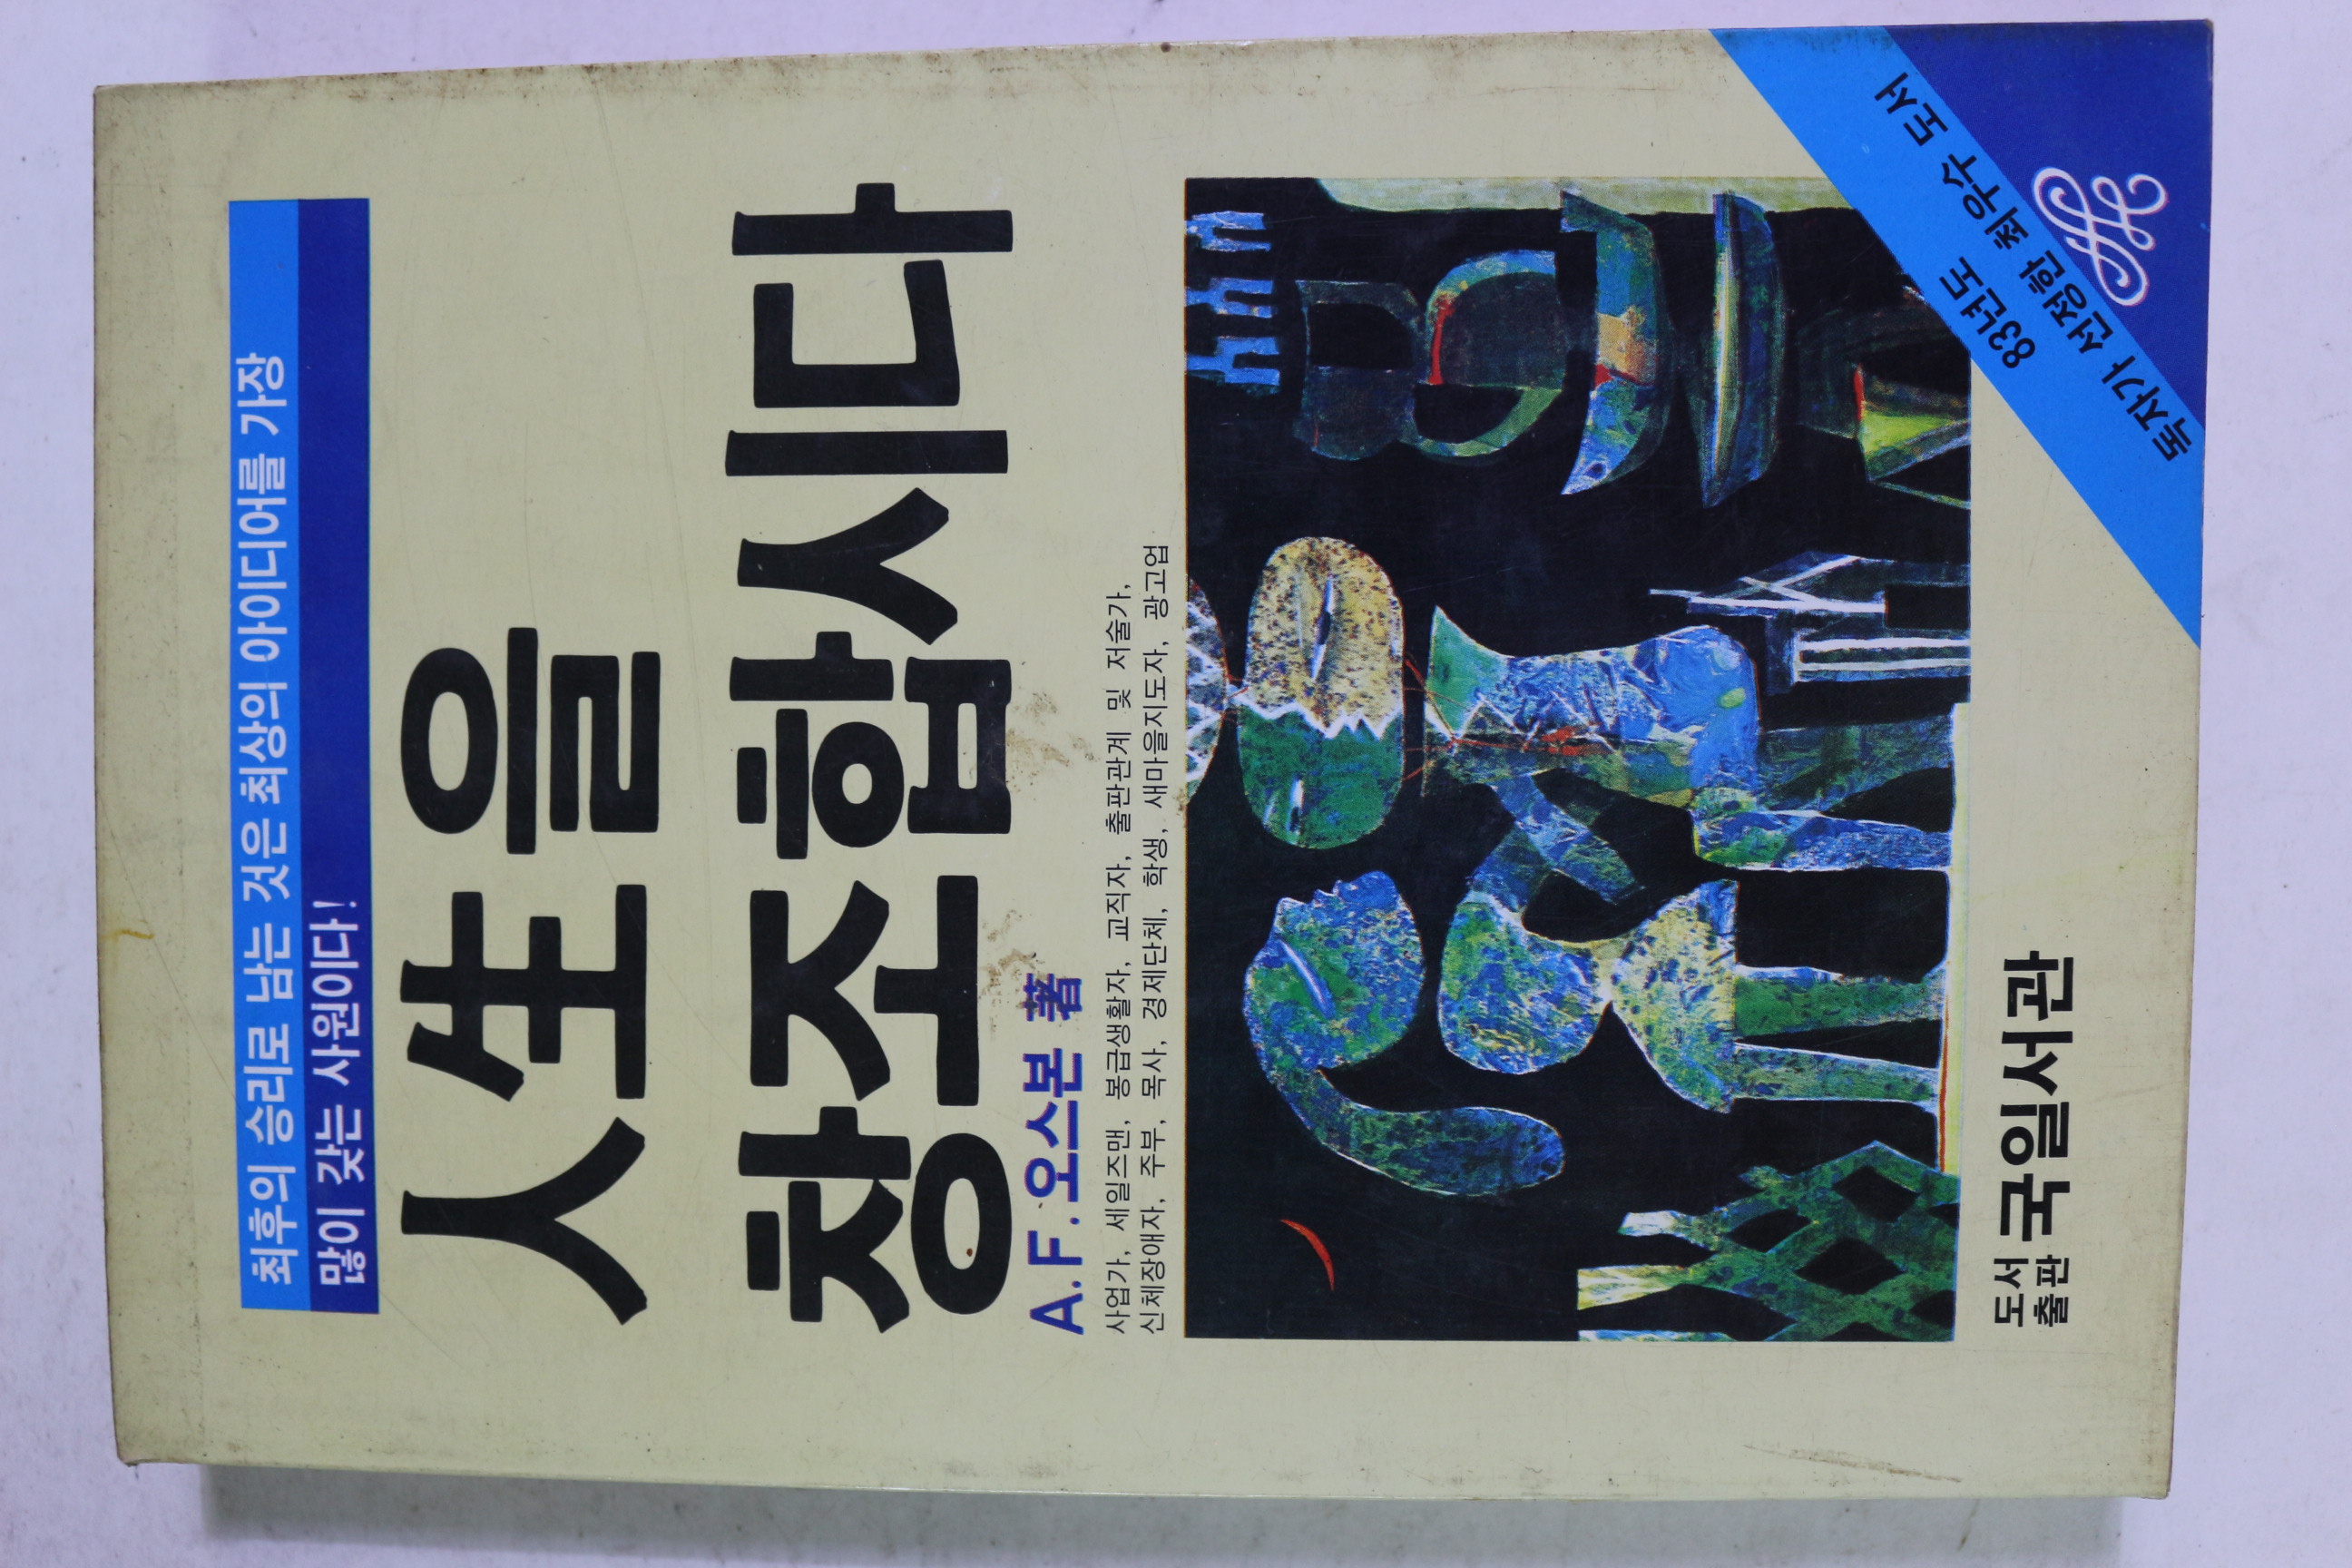 최후의 승리로 남는 것은 최상의 아이디어를 가장
많이 갖는 사원이다!
人生을
창조합시다
A.F.오스본 著
사업가, 세일즈맨, 봉급생활자, 교직자, 출판관계 및 저술가,
신체장애자, 주부, 목사, 경제단체, 학생, 새마을지도자, 광고업
83년도
독자가 선정한 최우수 도서
도서
출판 국일서관